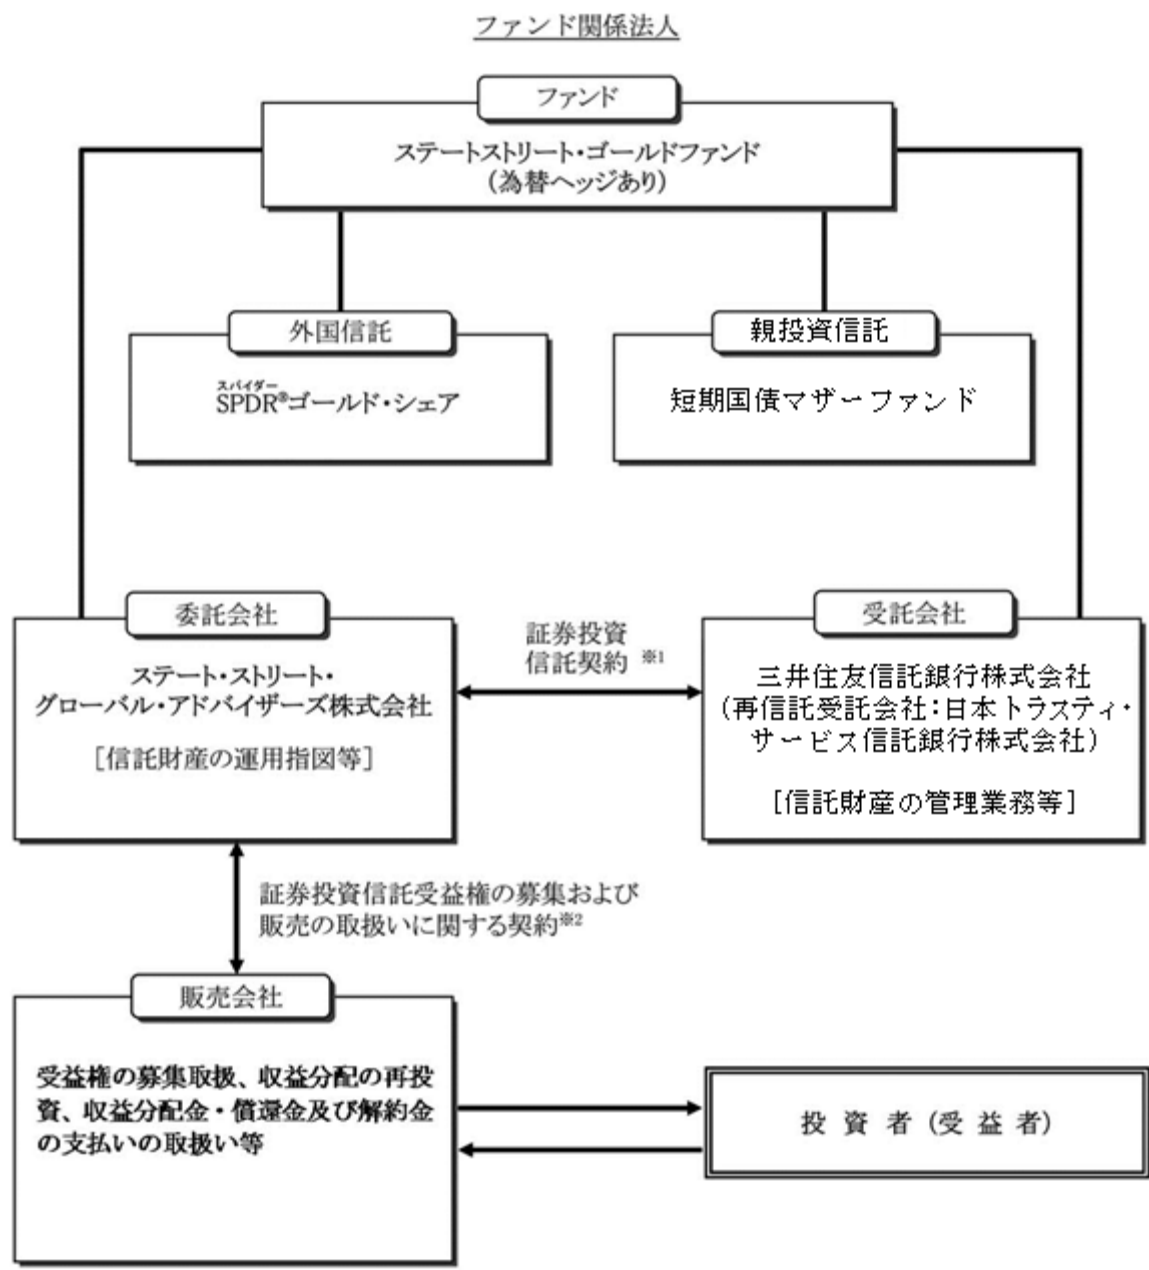 ファンド関係法人
ファンド
ステートストリート・ゴールドファンド
（為替ヘッジあり）
外国信託
スパイダー
SPDR®ゴールド・シェア
親投資信託
短期国債マザーファンド
委託会社
ステート・ストリート・
グローバル・アドバイザーズ株式会社
［信託財産の運用指図等］
証券投資
信託契約 ※1
受託会社
三井住友信託銀行株式会社
（再信託受託会社：日本トラスティ・
サービス信託銀行株式会社）
［信託財産の管理業務等］
証券投資信託受益権の募集および
販売の取扱いに関する契約※2
販売会社
受益権の募集取扱、収益分配の再投
資、収益分配金・償還金及び解約金
の支払いの取扱い等
投資者（受益者）